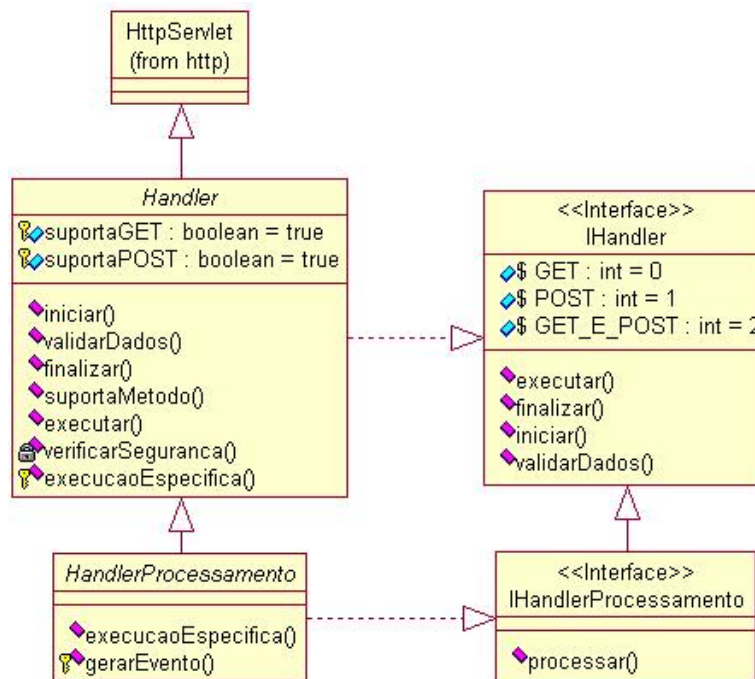 HttpServlet
(from http)
Handler
suportaGET : boolean = true
suportaPOST : boolean = true
iniciar()
validarDados()
finalizar()
suportaMetodo()
executar()
verificarSeguranca()
execucaoEspecifica()
<<Interface>>
IHandler
$ GET : int = 0
$ POST : int = 1
$ GET_E_POST : int = 2
executar()
finalizar()
iniciar()
validarDados()
HandlerProcessamento
execucaoEspecifica()
gerarEvento()
<<Interface>>
IHandlerProcessamento
processar()